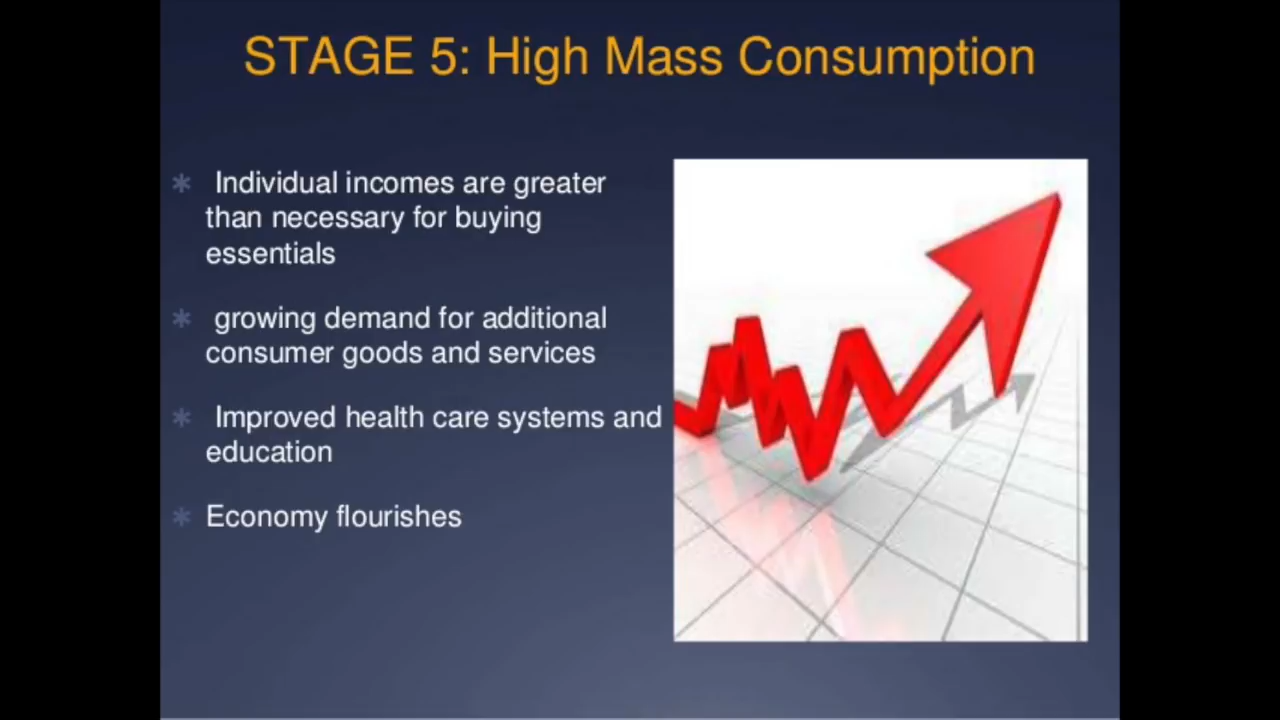 STAGE 5: High Mass Consumption
Individual incomes are greater
than necessary for buying
essentials
growing demand for additional
consumer goods and services
Improved health care systems and
education
Economy flourishes